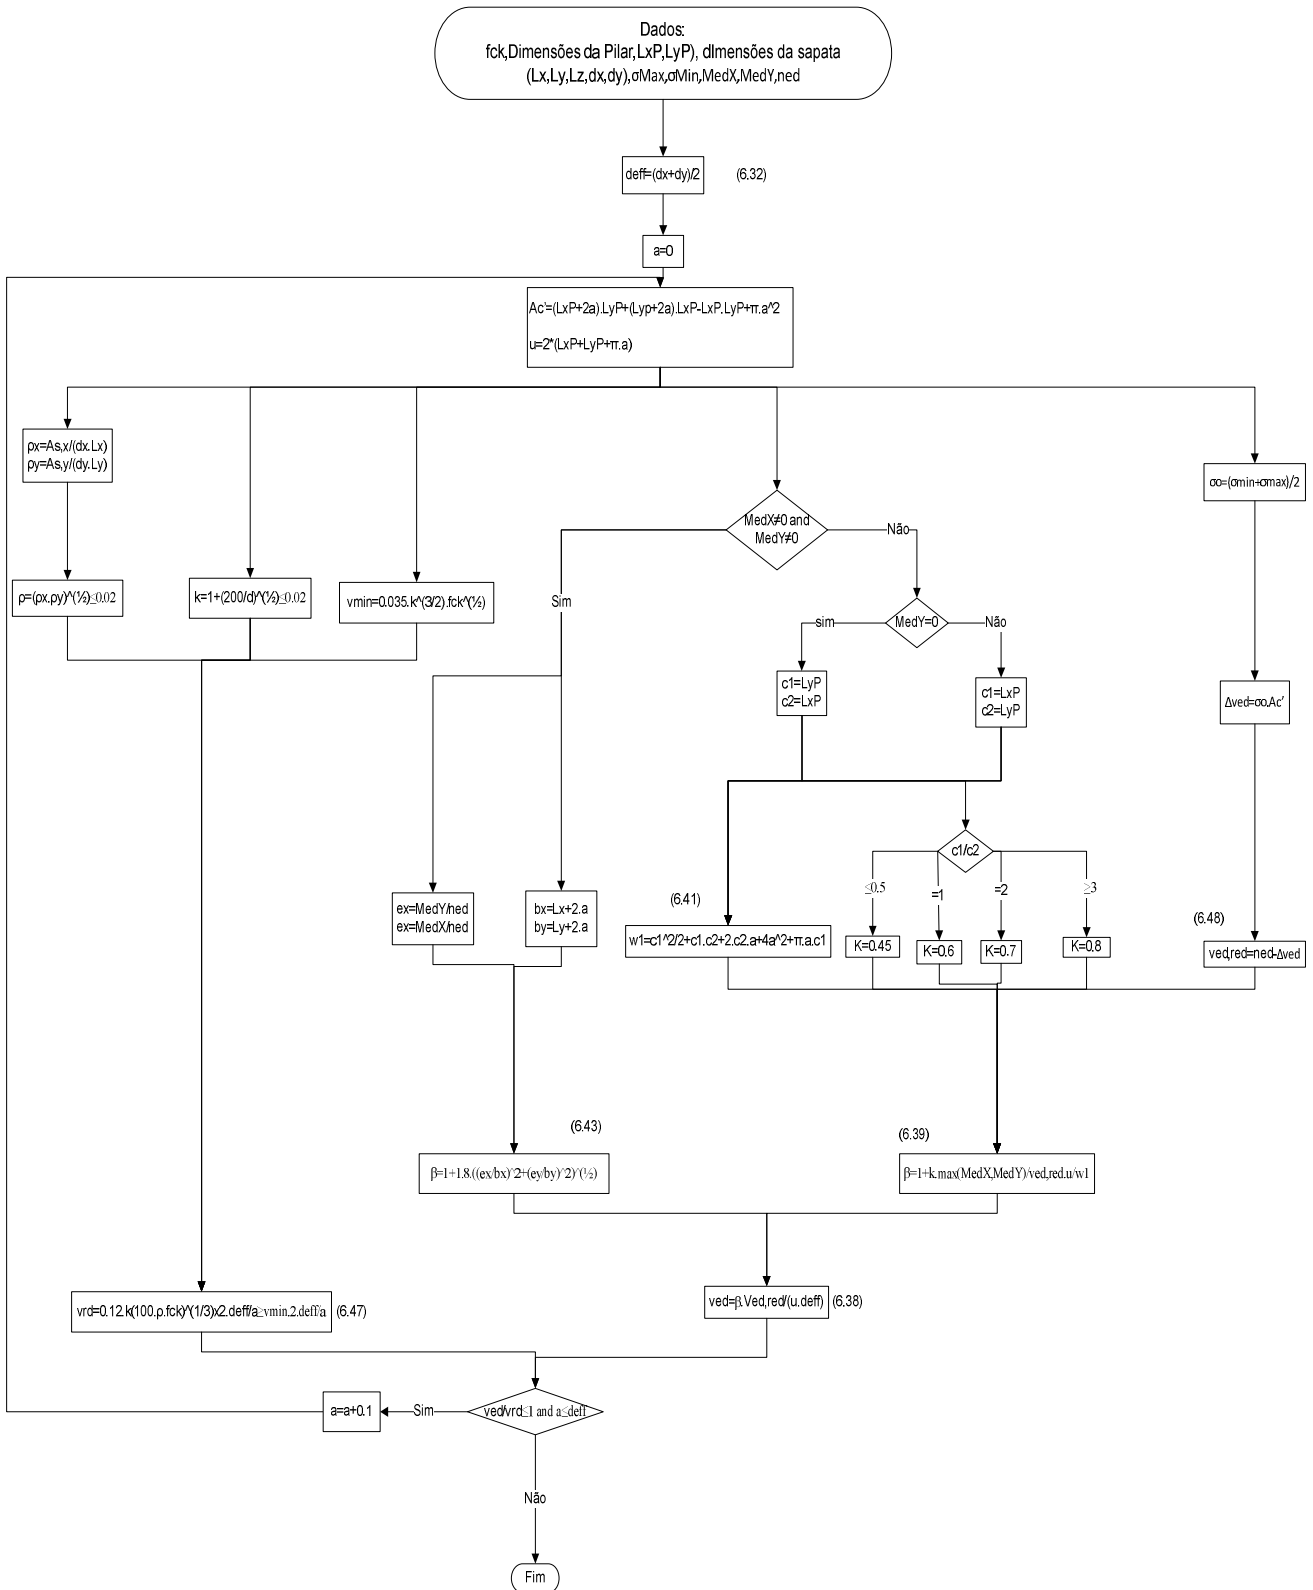 Dados:
fck,Dimensões da Pilar,LxP,LyP), dImensões da sapata
(Lx,Ly,Lz,dx,dy),σMax,σMin,MedX,MedY,ned
deff=(dx+dy)/2
(6.32)
a=0
Ac'=(LxP+2a).LyP+(Lyp+2a).LxP-LxP.LyP+π.a^2
u=2*(LxP+LyP+π.a)
ρx=As,x/(dx.Lx)
ρy=As,y/(dy.Ly)
σo=(σmin+σmax)/2
MedX≠0 and
MedY≠0
Não
Sim
ρ=(ρx,ρy)^(½)≤0.02
k=1+(200/d)^(½)≤0.02
vmin=0.035.k^(3/2).fck^(½)
sim
MedY=0
Não
c1=LyP
c2=LxP
c1=LxP
c2=LyP
Δved=σo.Ac'
c1/c2
≤0.5
=1
=2
≥3
ex=MedY/ned
ex=MedX/ned
bx=Lx+2.a
by=Ly+2.a
(6.41)
w1=c1^2/2+c1.c2+2.c2.a+4a^2+π.a.c1
K=0.45
K=0.6
K=0.7
K=0.8
(6.48)
ved,red=ned-Δved
(6.43)
(6.39)
β=1+1.8.((ex/bx)^2+(ey/by)^2)^(½)
β=1+k.max(MedX,MedY)/ved,red.u/w1
vrd=0.12.k(100.ρ.fck)^(1/3)x2.deff/a≥vmin.2.deff/a
(6.47)
ved=β.Ved,red/(u.deff)
(6.38)
a=a+0.1
Sim
ved/vrd≤1 and a≤deff
Não
Fim